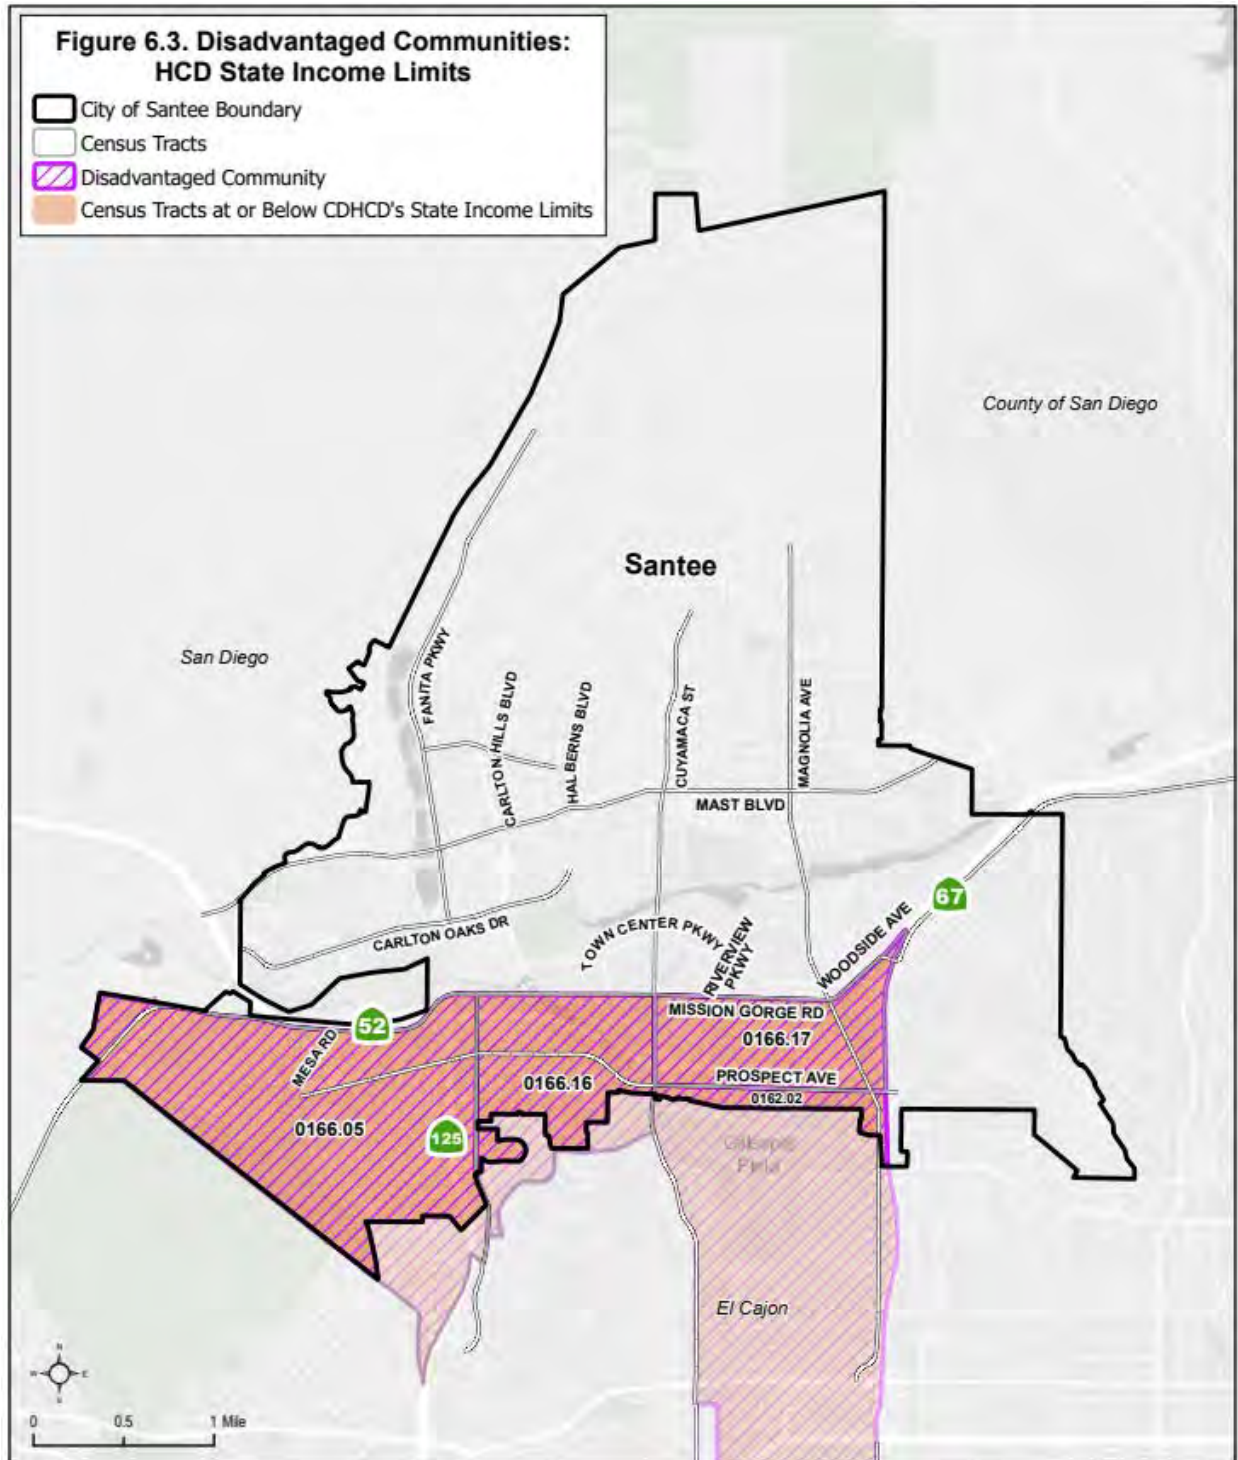 Figure 6.3. Disadvantaged Communities:
HCD State Income Limits
City of Santee Boundary
Census Tracts
Disadvantaged Community
Census Tracts at or Below CDHCD's State Income Limits
County of San Diego
Santee
San Diego
FANITA PKWY
CARLTON HILLS BLVD
HALBERNS BLVD
CUYAMACA ST
MAGNOLIA AVE
MAST BLVD
67
WOODSIDE AVE
CARLTON OAKS DR
TOWN CENTER PKWY
RIVERVIEW
PKWY
MISSION GORGE RD
52
MESA RD
0166.17
PROSPECT AVE
0166.16
0162.02
0166.05
125
Gillespie
Field
El Cajon
N
W
E
S
0
0.5
1 Mile